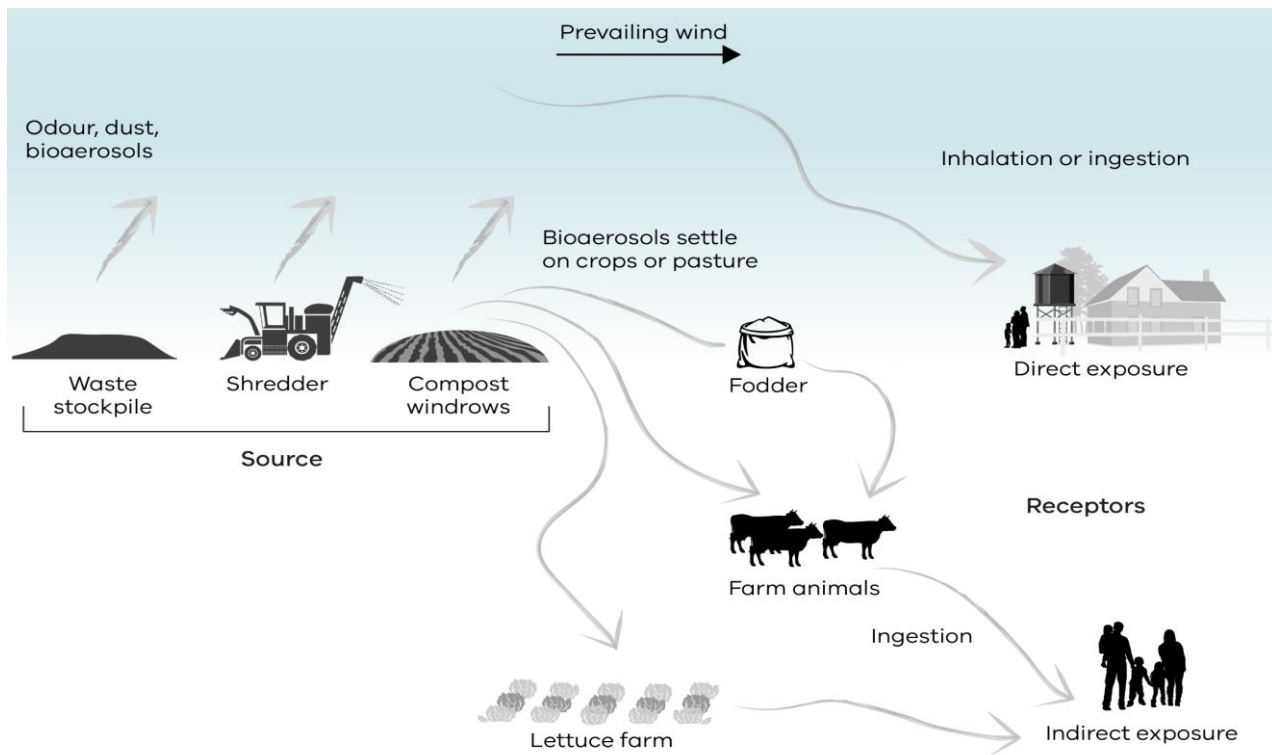 Prevailing wind
Odour, dust,
bioaerosols
Inhalation or ingestion
Bioaerosols settle
on crops or pasture
Waste
stockpile
Shredder
Compost
windrows
Fodder
Direct exposure
Source
Receptors
Farm animals
Ingestion
Lettuce farm
Indirect exposure